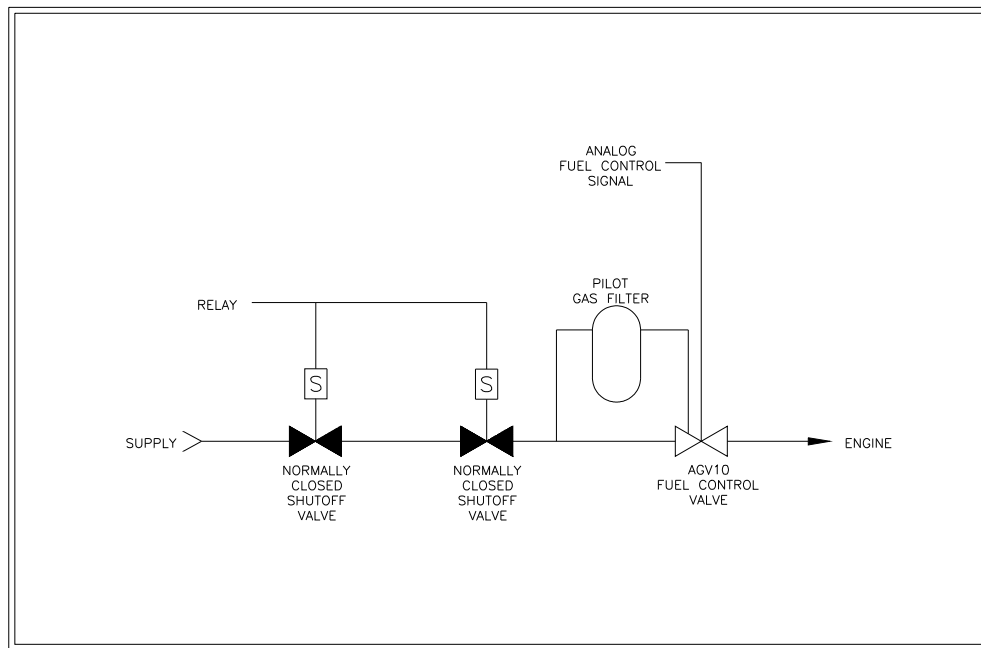 ANALOG
FUEL CONTROL
SIGNAL
PILOT
GAS FILTER
RELAY
S
S
SUPPLY
ENGINE
NORMALLY
CLOSED
SHUTOFF
VALVE
NORMALLY
CLOSED
SHUTOFF
VALVE
AGV10
FUEL CONTROL
VALVE